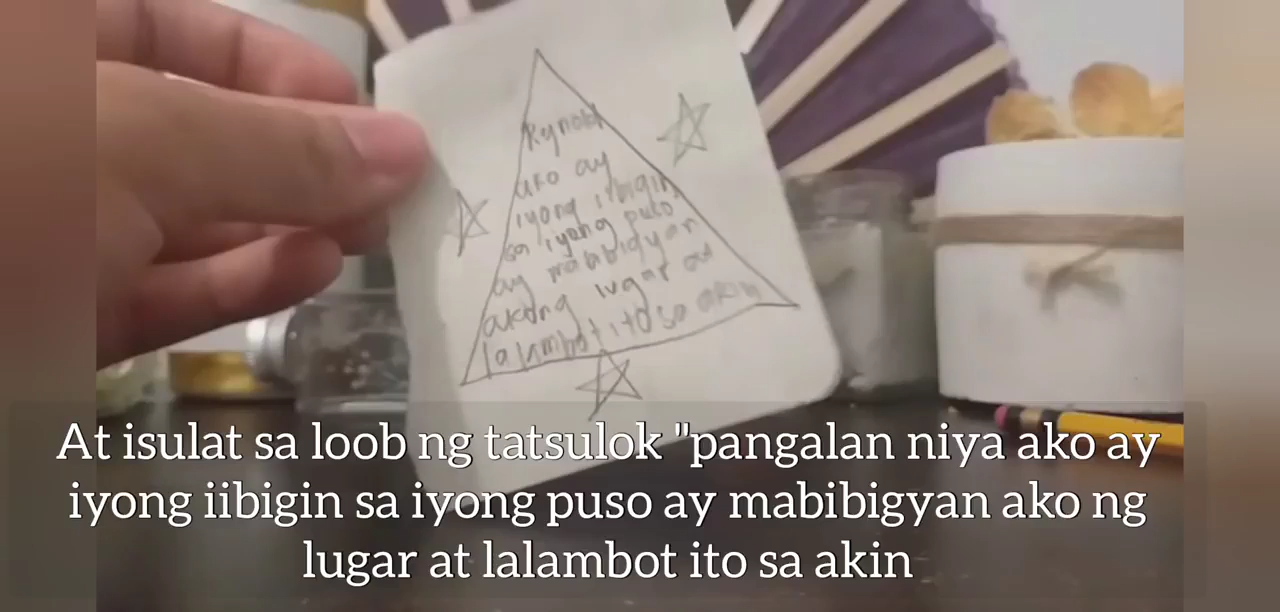 Reynold
ako ay
iyong iibigin
sa iyong puso
ay mabibigyan
akong lugar at
lalambot ito sa akin
At isulat sa loob ng tatsulok "pangalan niya ako ay
iyong iibigin sa iyong puso ay mabibigyan ako ng
lugar at lalambot ito sa akin